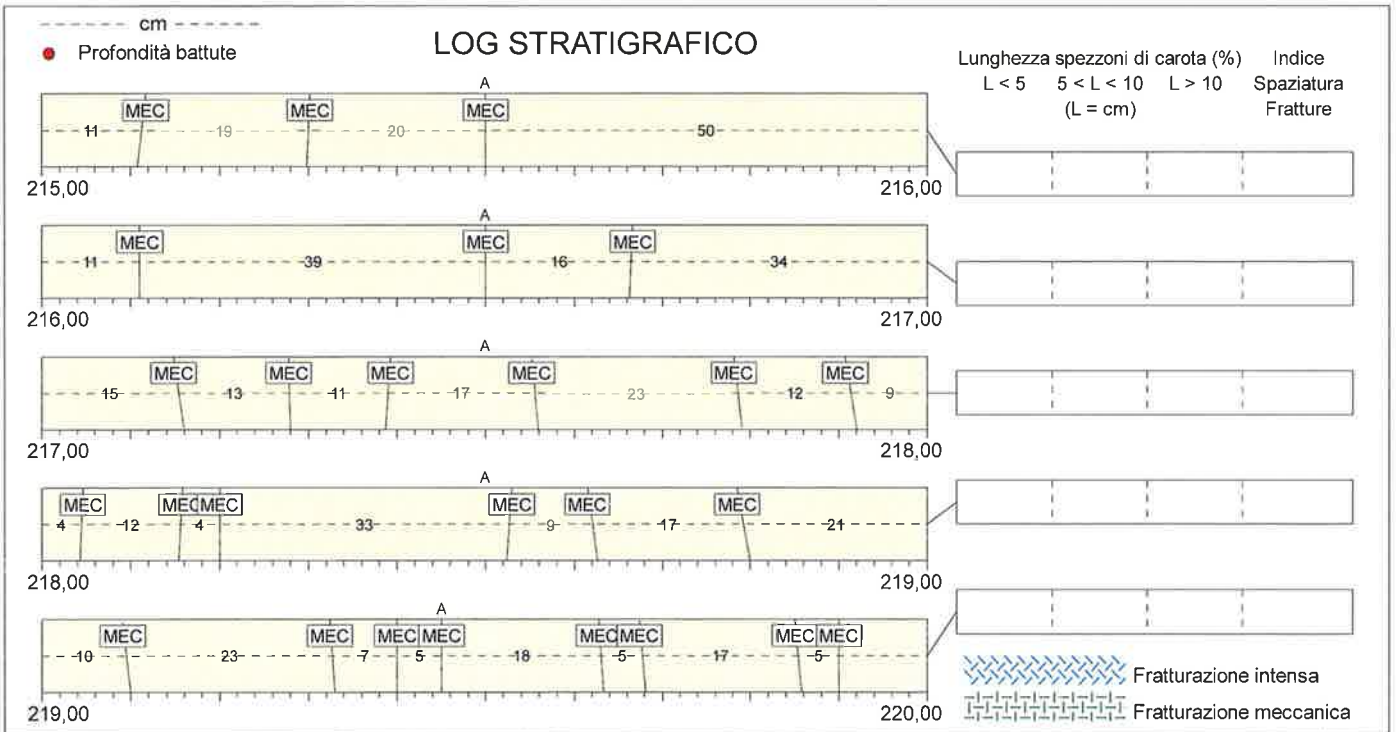 cm
Profondità battute
LOG STRATIGRAFICO
Lunghezza spezzoni di carota (%) Indice
L < 5 5 < L < 10 L > 10 Spaziatura
(L = cm) Fratture
A
MEC MEC MEC
11 19 20 50
215,00 216,00
A
MEC MEC MEC
11 39 16 34
216,00 217,00
A
MEC MEC MEC MEC MEC MEC
15 13 11 17 23 12 9
217,00 218,00
A
MEC MEC MEC MEC MEC MEC
4 12 4 33 9 17 21
218,00 219,00
A
MEC MEC MEC MEC MEC MEC MEC MEC
10 23 7 5 18 5 17 5
219,00 220,00
Fratturazione intensa
Fratturazione meccanica